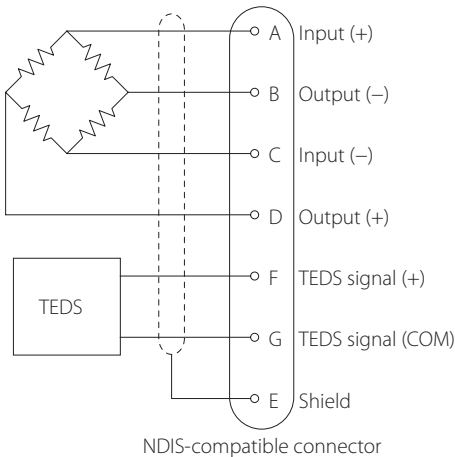 A Input (+)
B Output (−)
C Input (−)
D Output (+)
F TEDS signal (+)
TEDS
G TEDS signal (COM)
E Shield
NDIS-compatible connector